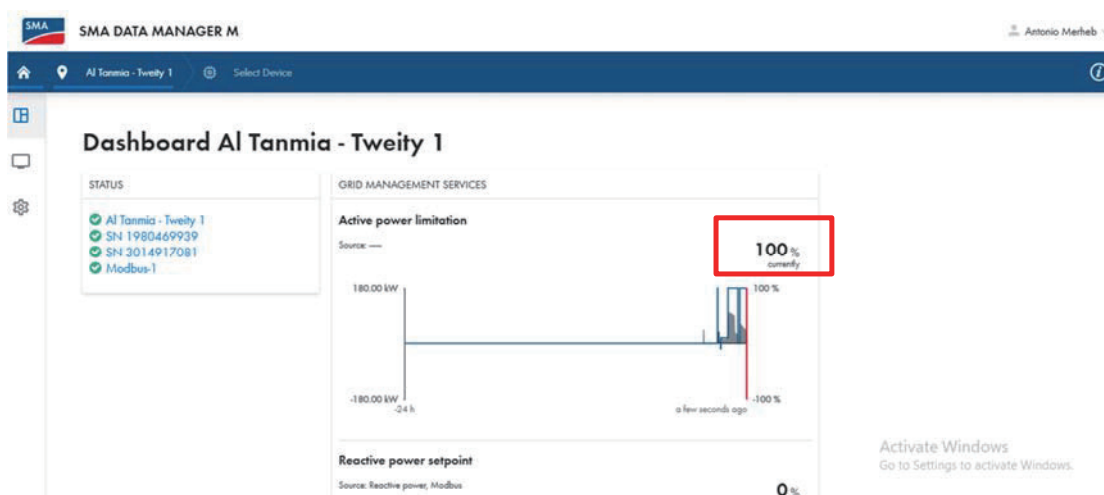 SMA
SMA DATA MANAGER M
Antonio Merheb
Al Tanmia - Tweity 1
Select Device
Dashboard Al Tanmia - Tweity 1
STATUS
Al Tanmia - Tweity 1
SN 1980469939
SN 3014917081
Modbus-1
GRID MANAGEMENT SERVICES
Active power limitation
Source: ----
100 %
currently
180.00 kW
100 %
-180.00 kW
-100 %
-24 h
a few seconds ago
Reactive power setpoint
Source: Reactive power, Modbus
0 %
Activate Windows
Go to Settings to activate Windows.